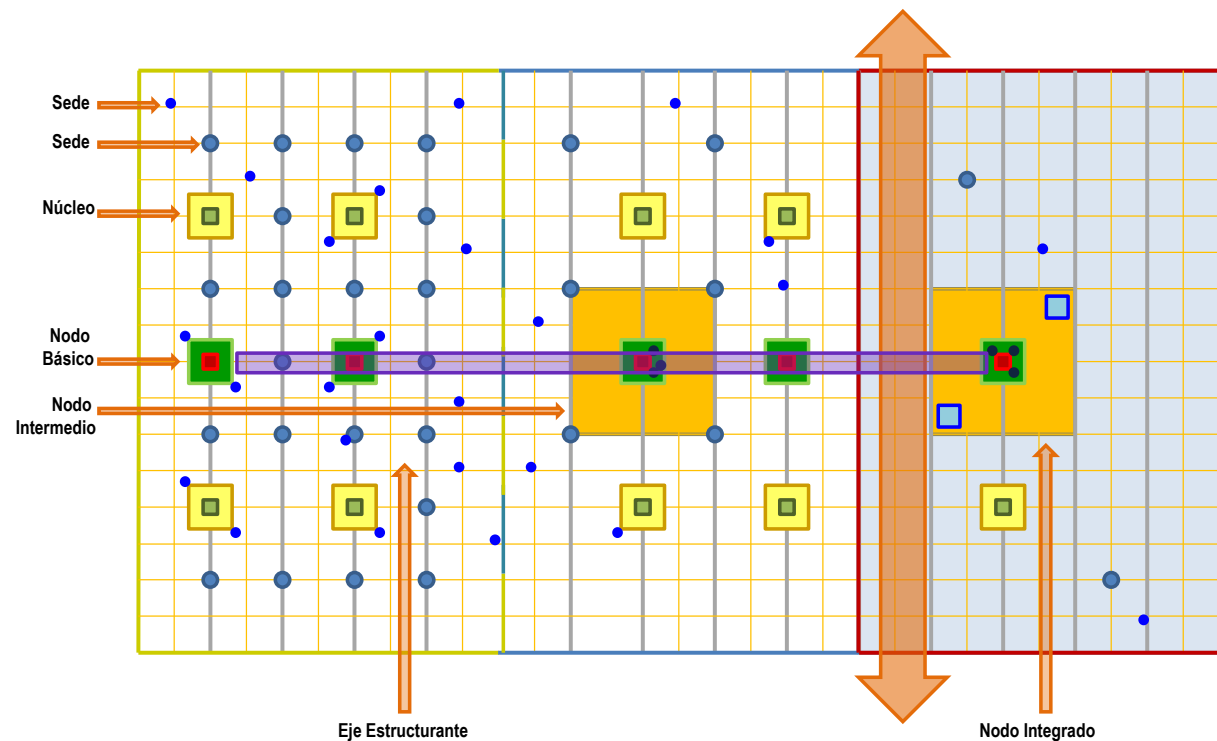 Sede
Sede
Núcleo
Nodo
Básico
Nodo
Intermedio
Eje Estructurante
Nodo Integrado